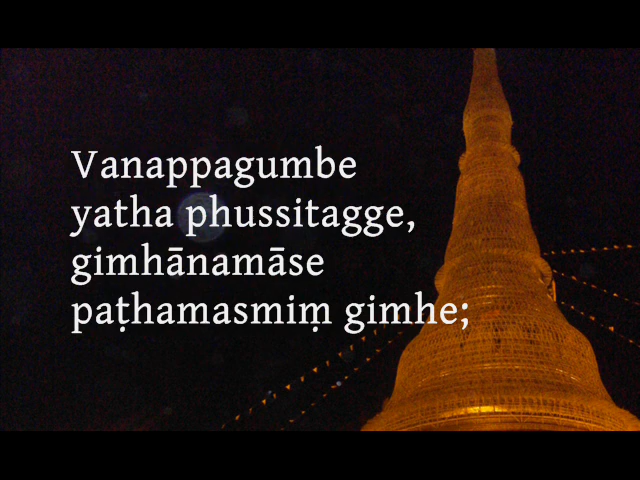 Vanappagumbe
yatha phussitagge,
gimhānamāse
paṭhamasmiṃ gimhe;